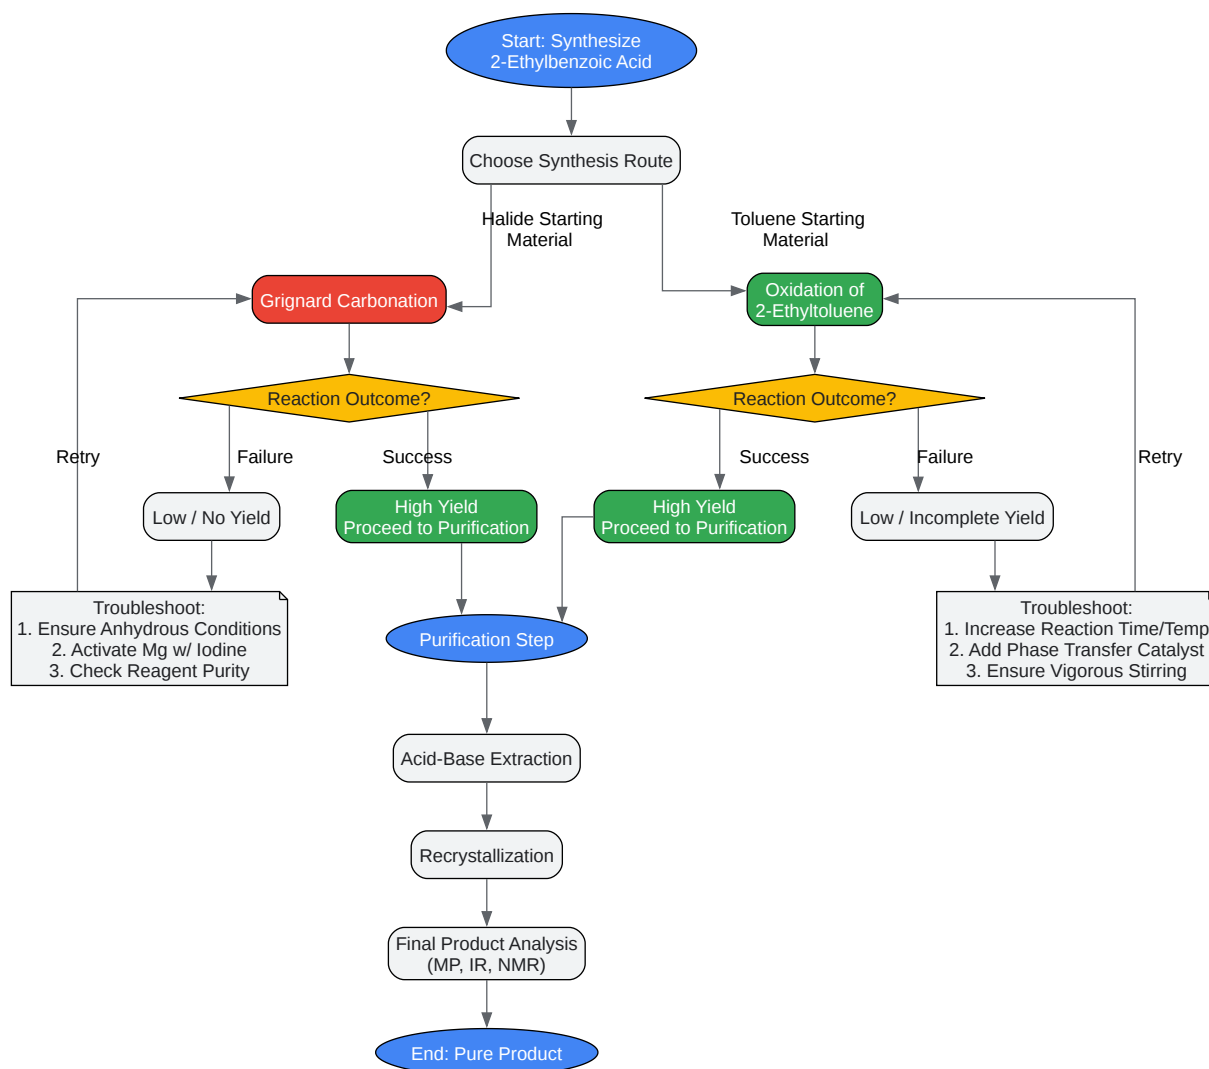 Start: Synthesize
2-Ethylbenzoic Acid
Choose Synthesis Route
Halide Starting
Material
Toluene Starting
Material
Grignard Carbonation
Oxidation of
2-Ethyltoluene
Reaction Outcome?
Reaction Outcome?
Retry
Failure
Success
Success
Failure
Retry
Low / No Yield
High Yield
Proceed to Purification
High Yield
Proceed to Purification
Low / Incomplete Yield
Troubleshoot:
1. Ensure Anhydrous Conditions
2. Activate Mg w/ Iodine
3. Check Reagent Purity
Purification Step
Troubleshoot:
1. Increase Reaction Time/Temp
2. Add Phase Transfer Catalyst
3. Ensure Vigorous Stirring
Acid-Base Extraction
Recrystallization
Final Product Analysis
(MP, IR, NMR)
End: Pure Product